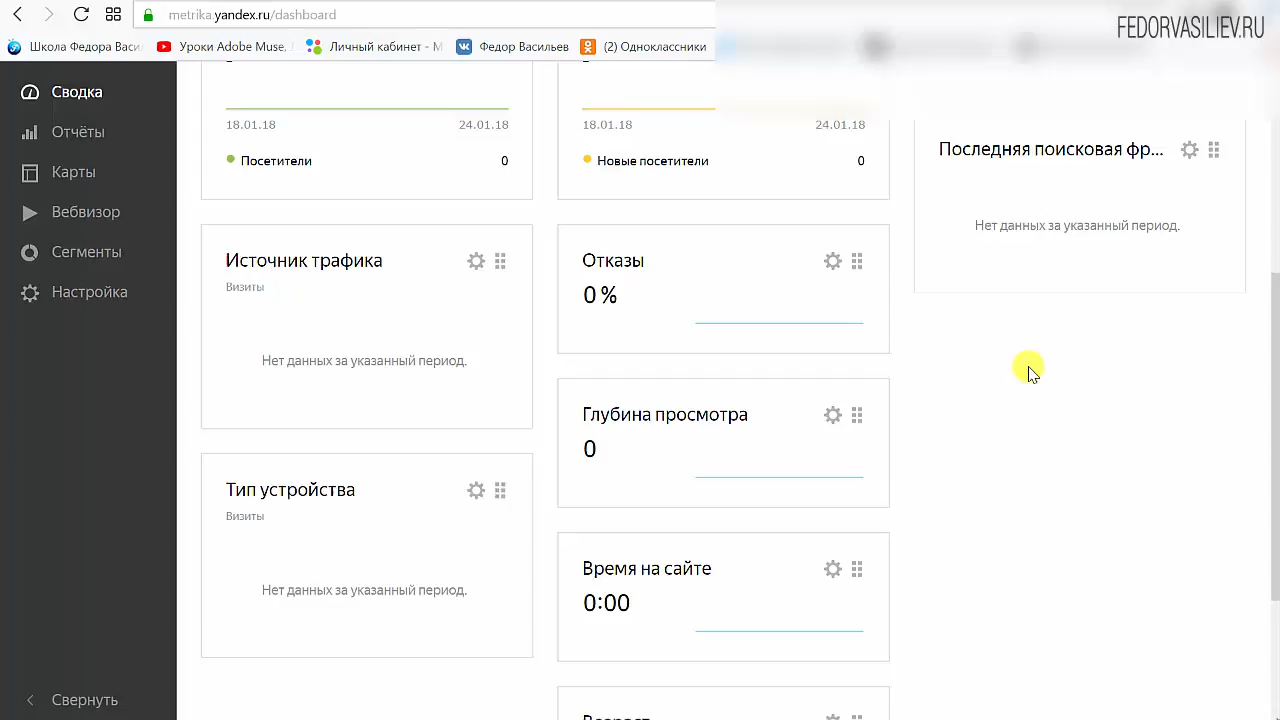 metrika.yandex.ru/dashboard
FEDORVASILIEV.RU
Школа Федора Васи
Уроки Adobe Muse,
Личный кабинет - М
Федор Васильев
(2) Одноклассники
Сводка
Отчёты
Карты
Вебвизор
Сегменты
Настройка
Свернуть
18.01.18 24.01.18
Посетители 0
18.01.18 24.01.18
Новые посетители 0
Последняя поисковая фр...
Нет данных за указанный период.
Источник трафика
Визиты
Нет данных за указанный период.
Отказы
0 %
Глубина просмотра
0
Тип устройства
Визиты
Нет данных за указанный период.
Время на сайте
0:00